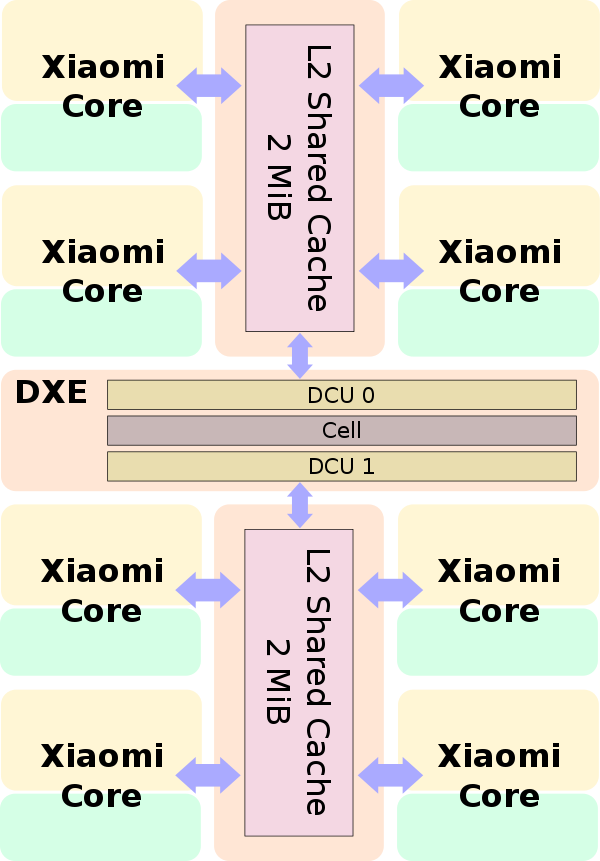 Xiaomi
Core
L2 Shared Cache
2 MiB
Xiaomi
Core
Xiaomi
Core
Xiaomi
Core
DXE
DCU 0
Cell
DCU 1
Xiaomi
Core
L2 Shared Cache
2 MiB
Xiaomi
Core
Xiaomi
Core
Xiaomi
Core